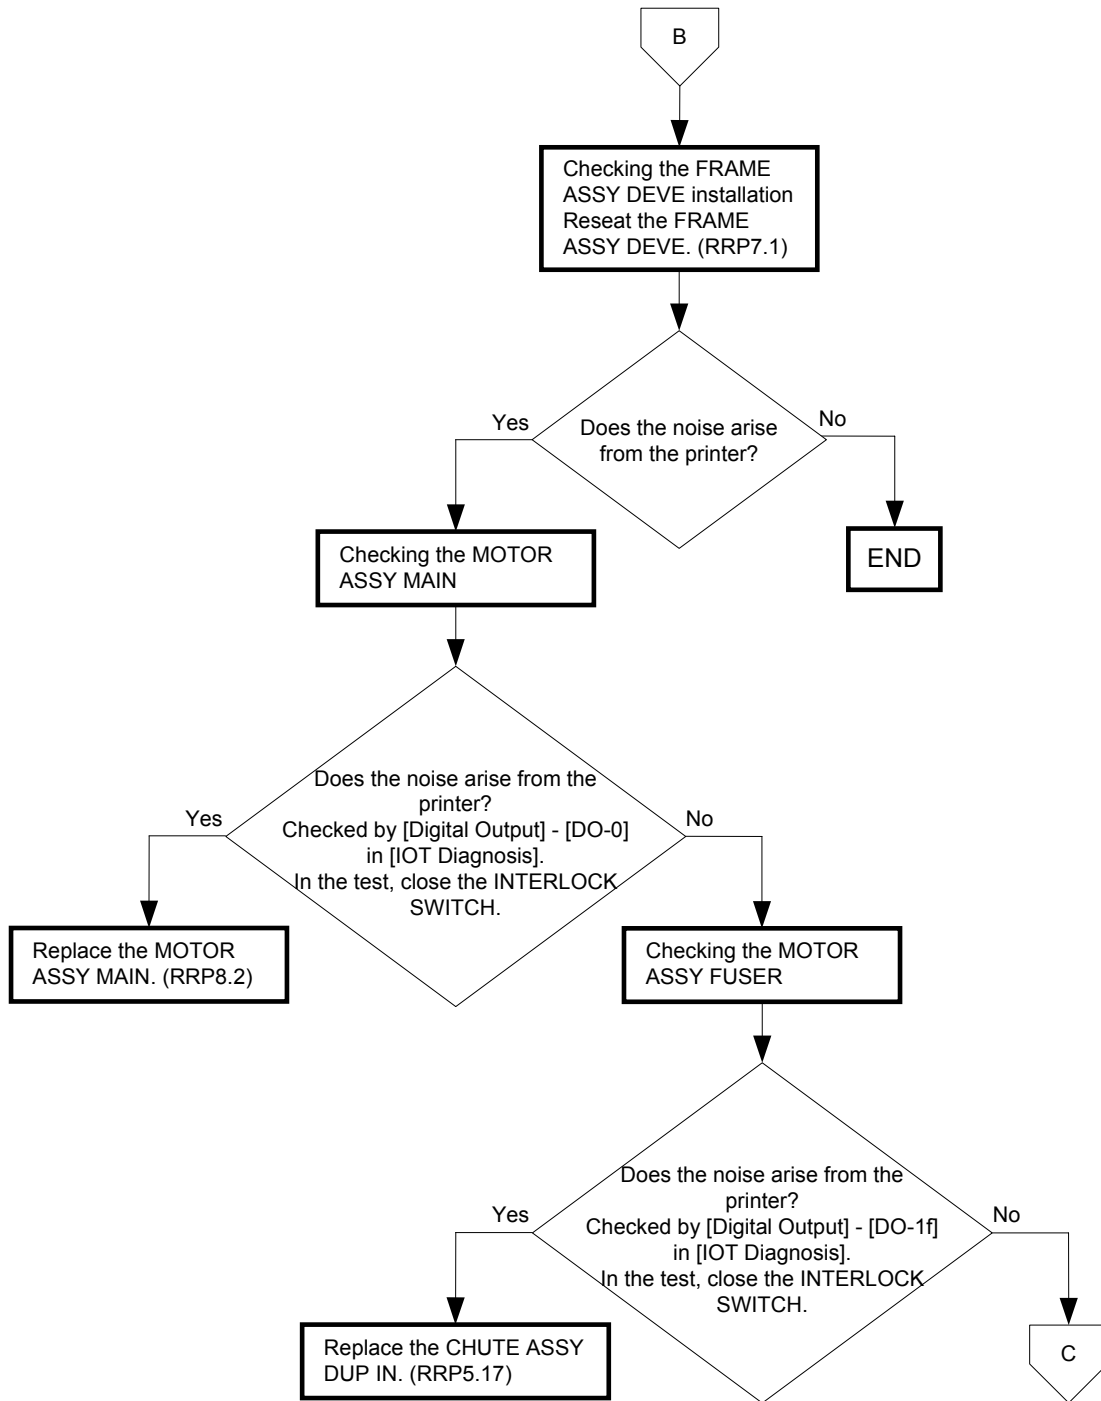 B
Checking the FRAME
ASSY DEVE installation
Reseat the FRAME
ASSY DEVE. (RRP7.1)
Yes
No
Does the noise arise
from the printer?
END
Checking the MOTOR
ASSY MAIN
Yes
No
Does the noise arise from the
printer?
Checked by [Digital Output] - [DO-0]
in [IOT Diagnosis].
In the test, close the INTERLOCK
SWITCH.
Replace the MOTOR
ASSY MAIN. (RRP8.2)
Checking the MOTOR
ASSY FUSER
Yes
No
Does the noise arise from the
printer?
Checked by [Digital Output] - [DO-1f]
in [IOT Diagnosis].
In the test, close the INTERLOCK
SWITCH.
Replace the CHUTE ASSY
DUP IN. (RRP5.17)
C